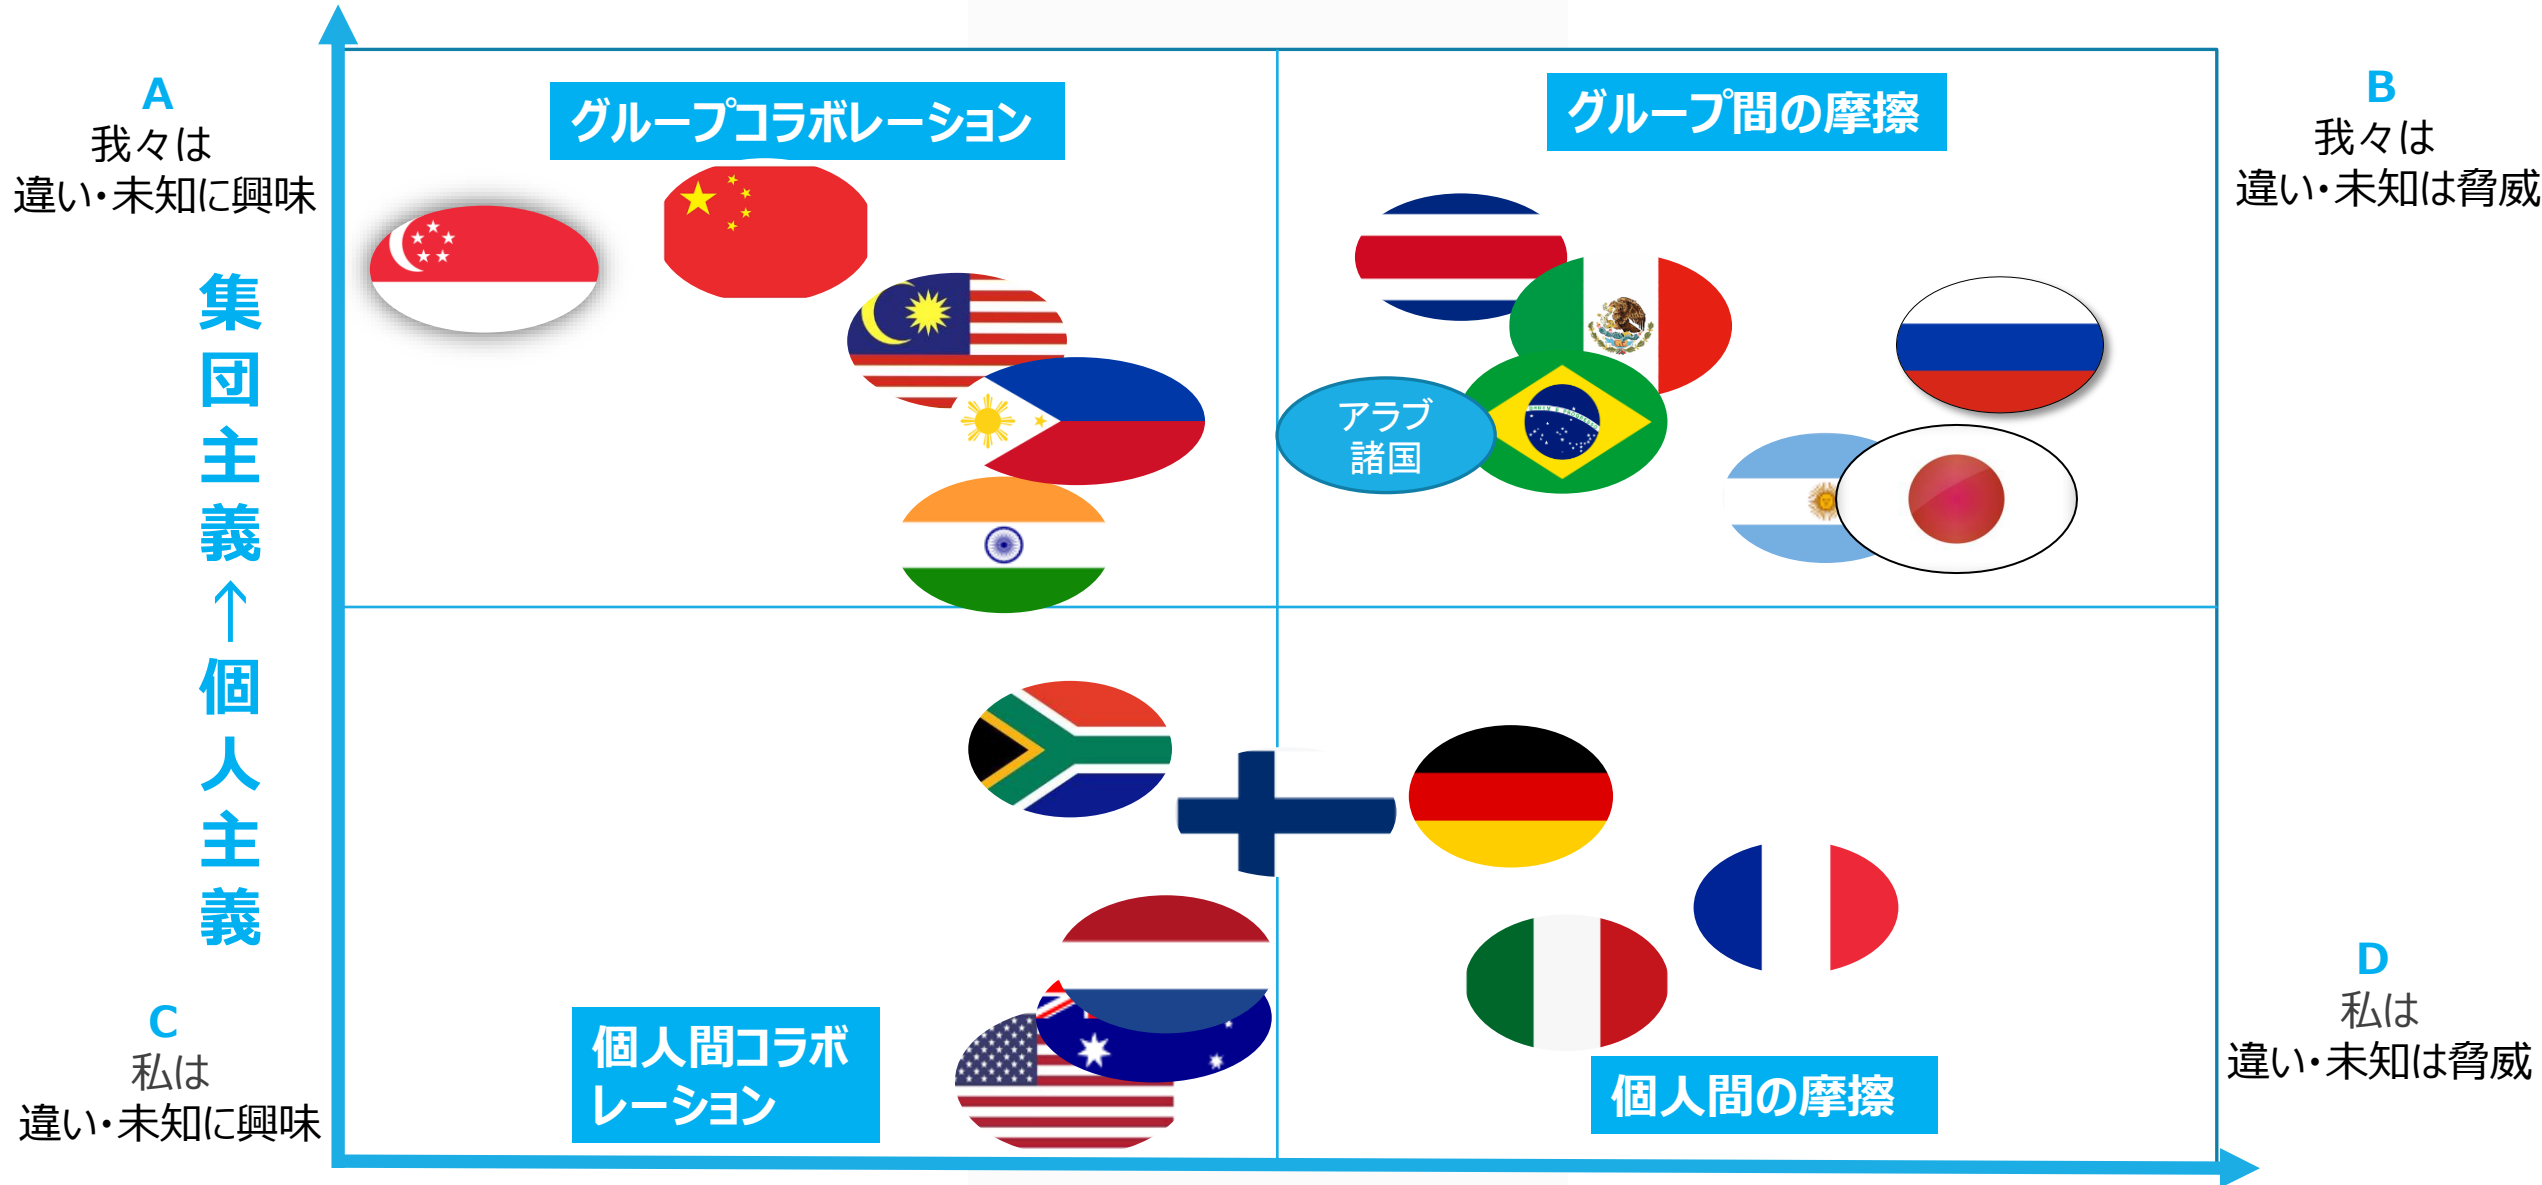 A
我々は
違い・未知に興味
グループコラボレーション
グループ間の摩擦
B
我々は
違い・未知は脅威
集団主義←個人主義
アラブ
諸国
C
私は
違い・未知に興味
個人間コラボ
レーション
個人間の摩擦
D
私は
違い・未知は脅威